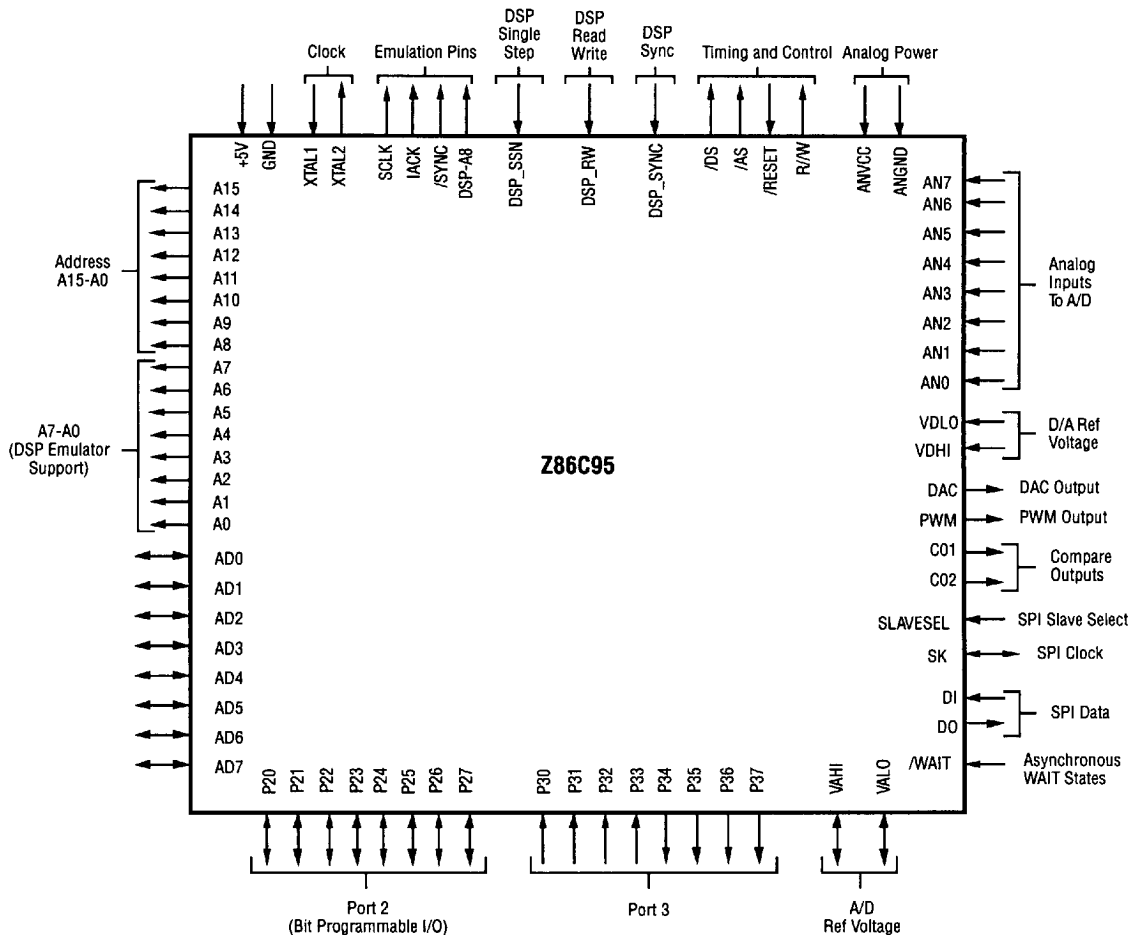 Clock
Emulation Pins
DSP
Single
Step
DSP
Read
Write
DSP
Sync
Timing and Control
Analog Power
+5V
GND
XTAL1
XTAL2
SCLK
IACK
/SYNC
DSP-A8
DSP_SSN
DSP_RW
DSP_SYNC
/DS
/AS
/RESET
R//W
ANVCC
ANGND
Address
A15-A0
A15
A14
A13
A12
A11
A10
A9
A8
A7-A0
(DSP Emulator
Support)
A7
A6
A5
A4
A3
A2
A1
A0
AD0
AD1
AD2
AD3
AD4
AD5
AD6
AD7
Z86C95
AN7
AN6
AN5
AN4
AN3
AN2
AN1
AN0
Analog
Inputs
To A/D
VDLO
VDHI
D/A Ref
Voltage
DAC
DAC Output
PWM
PWM Output
CO1
CO2
Compare
Outputs
SLAVESEL
SPI Slave Select
SK
SPI Clock
DI
DO
SPI Data
/WAIT
Asynchronous
WAIT States
P20
P21
P22
P23
P24
P25
P26
P27
P30
P31
P32
P33
P34
P35
P36
P37
VAHI
VALO
Port 2
(Bit Programmable I/O)
Port 3
A/D
Ref Voltage